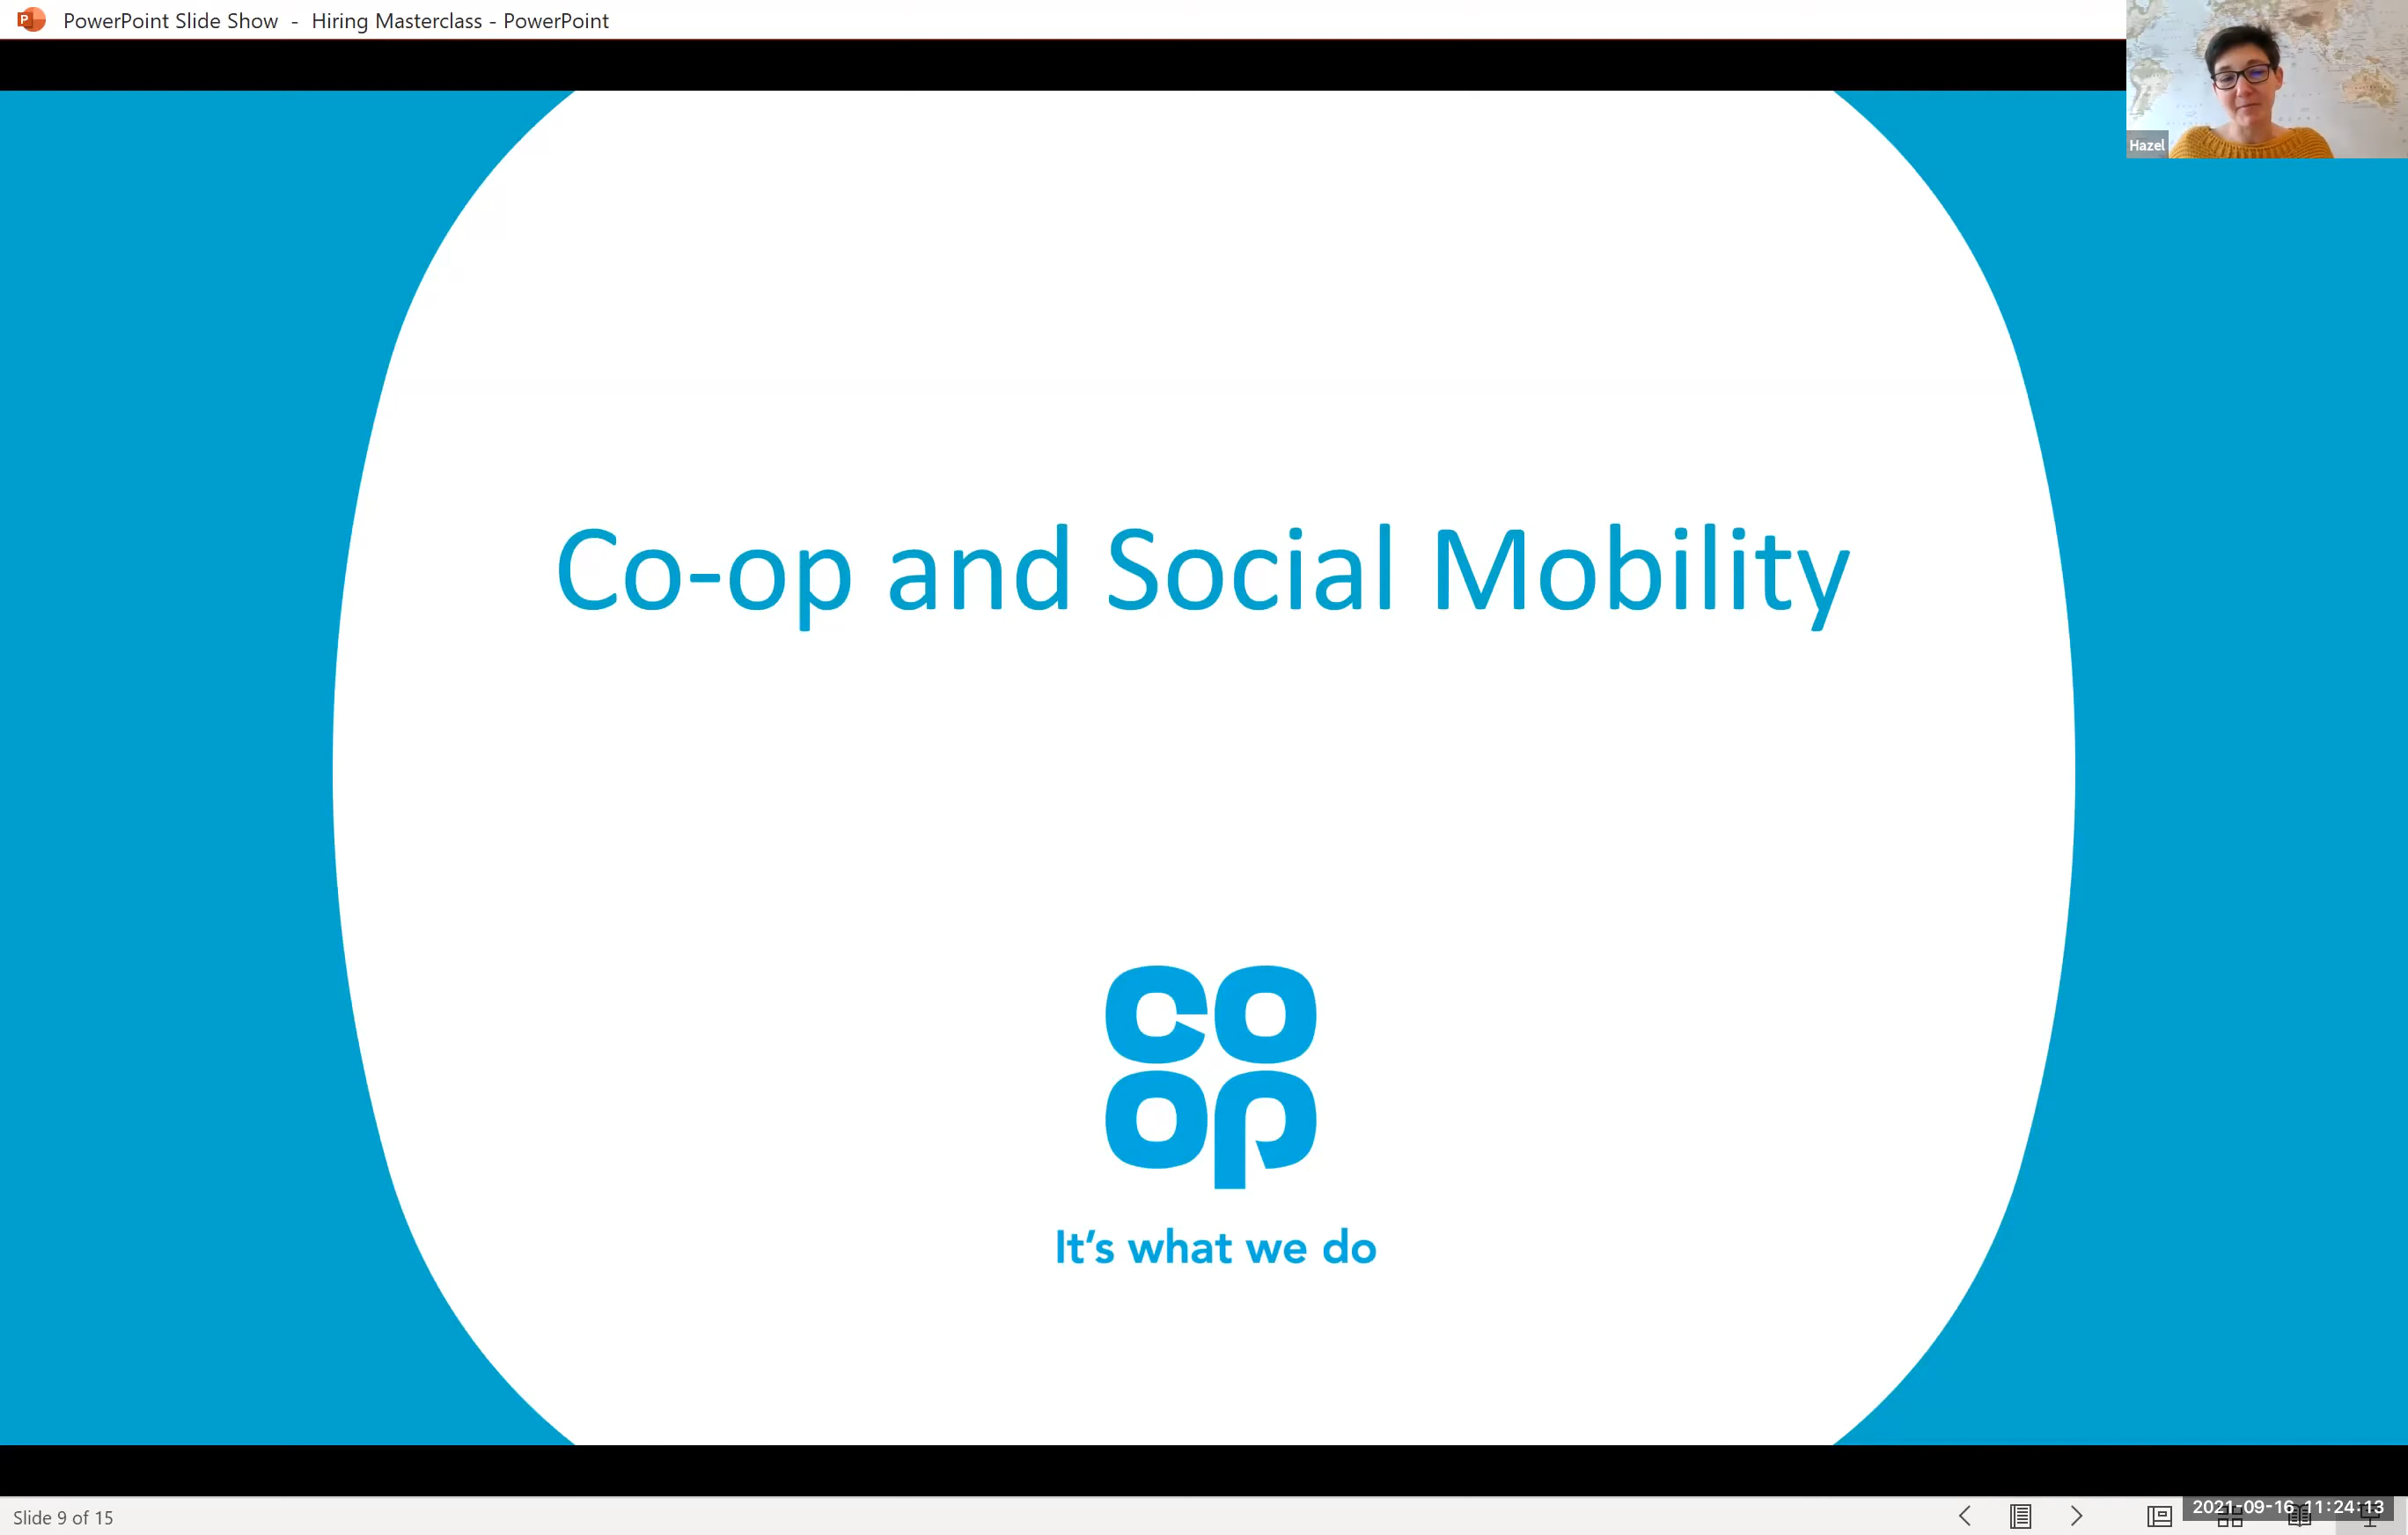 PowerPoint Slide Show - Hiring Masterclass - PowerPoint
Hazel
Co-op and Social Mobility
co
op
It's what we do
Slide 9 of 15
2021-09-16 11:24:13